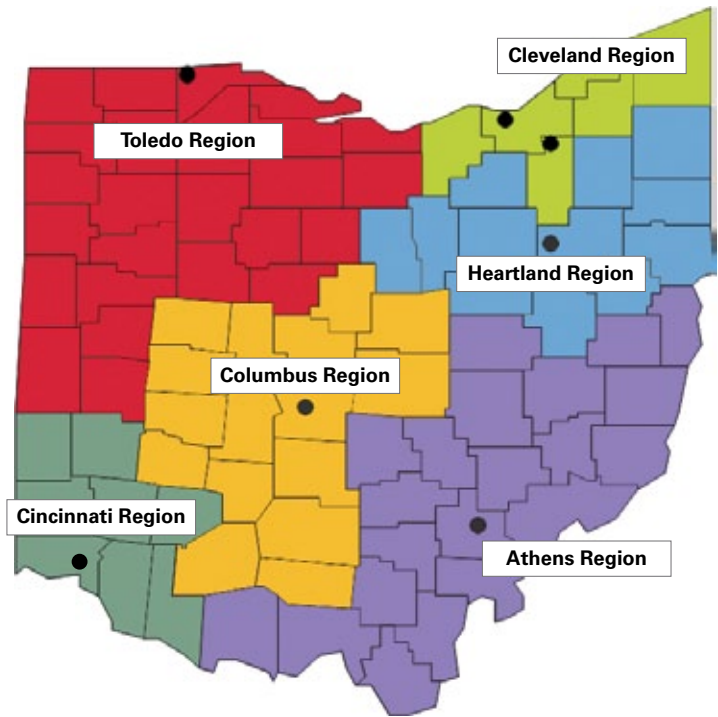 Cleveland Region
Toledo Region
Heartland Region
Columbus Region
Cincinnati Region
Athens Region